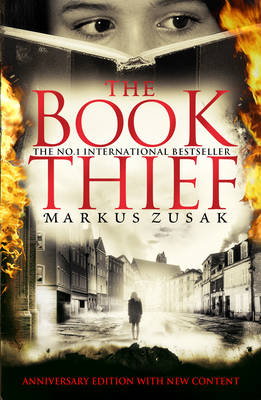 THE
BOOK
THE NO.1 INTERNATIONAL BESTSELLER
THIEF
MARKUS ZUSAK
ANNIVERSARY EDITION WITH NEW CONTENT